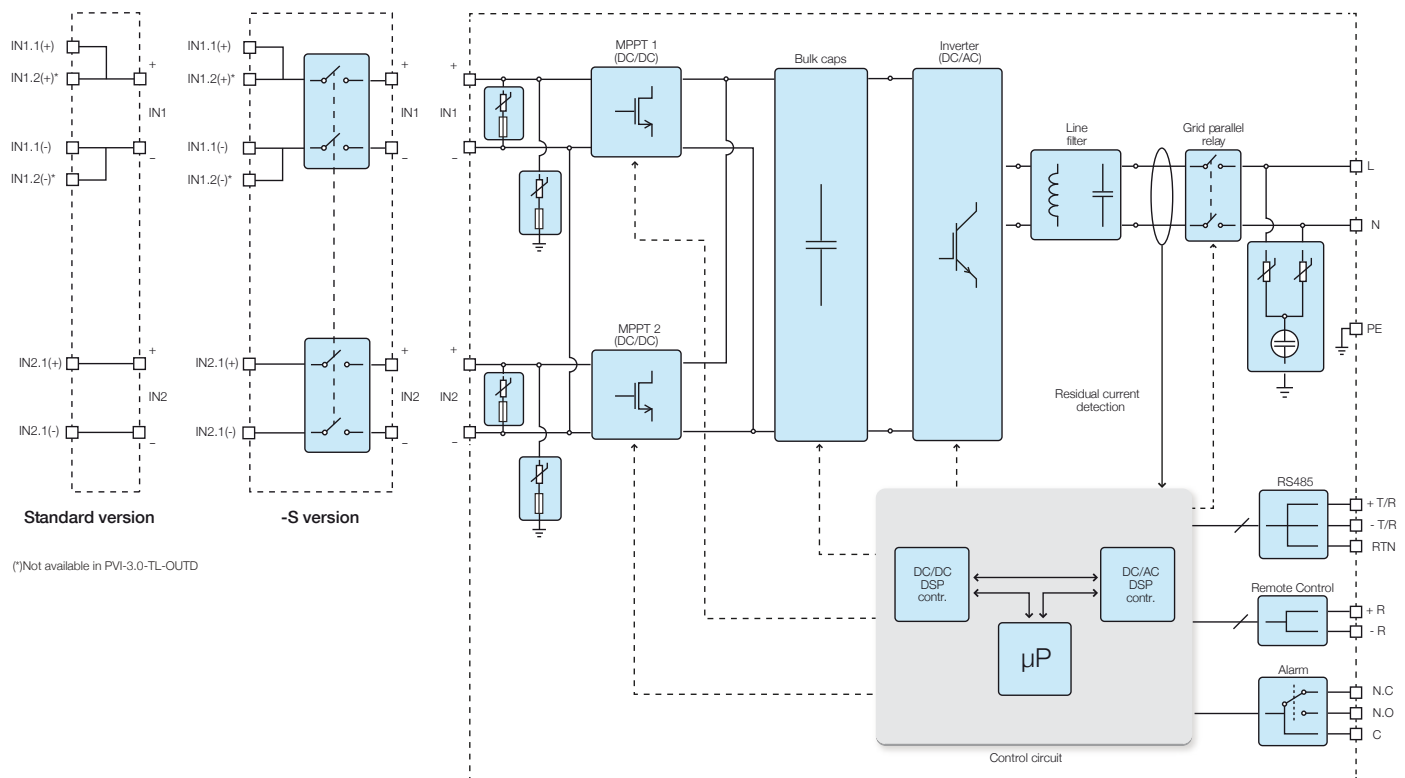 IN1.1(+)
IN1.2(+)*
+
IN1
IN1.1(-)
IN1.2(-)*
−
IN2.1(+)
+
IN2
IN2.1(-)
−
Standard version
(*)Not available in PVI-3.0-TL-OUTD
IN1.1(+)
IN1.2(+)*
+
IN1
IN1.1(-)
IN1.2(-)*
−
IN2.1(+)
+
IN2
IN2.1(-)
−
-S version
+
IN1
−
+
IN2
−
MPPT 1
(DC/DC)
MPPT 2
(DC/DC)
Bulk caps
Inverter
(DC/AC)
Line
filter
Grid parallel
relay
L
N
PE
Residual current
detection
DC/DC
DSP
contr.
DC/AC
DSP
contr.
µP
Control circuit
RS485
+ T/R
- T/R
RTN
Remote Control
+ R
- R
Alarm
N.C
N.O
C